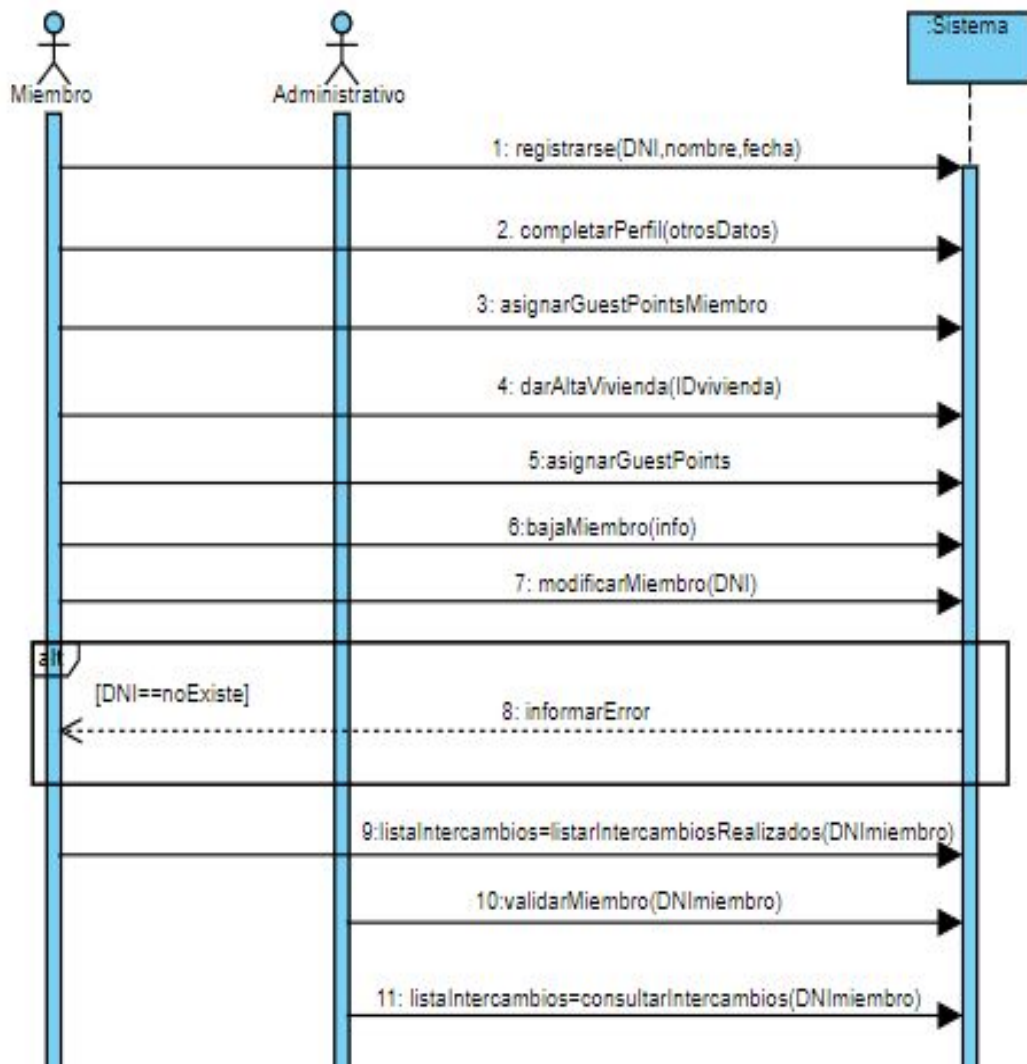 Miembro
Administrativo
:Sistema
1: registrarse(DNI,nombre,fecha)
2. completarPerfil(otrosDatos)
3: asignarGuestPointsMiembro
4: darAltaVivienda(IDvivienda)
5:asignarGuestPoints
6:bajaMiembro(info)
7: modificarMiembro(DNI)
alt
[DNI==noExiste]
8: informarError
9:listaIntercambios=listarIntercambiosRealizados(DNImiembro)
10:validarMiembro(DNImiembro)
11: listaIntercambios=consultarIntercambios(DNImiembro)